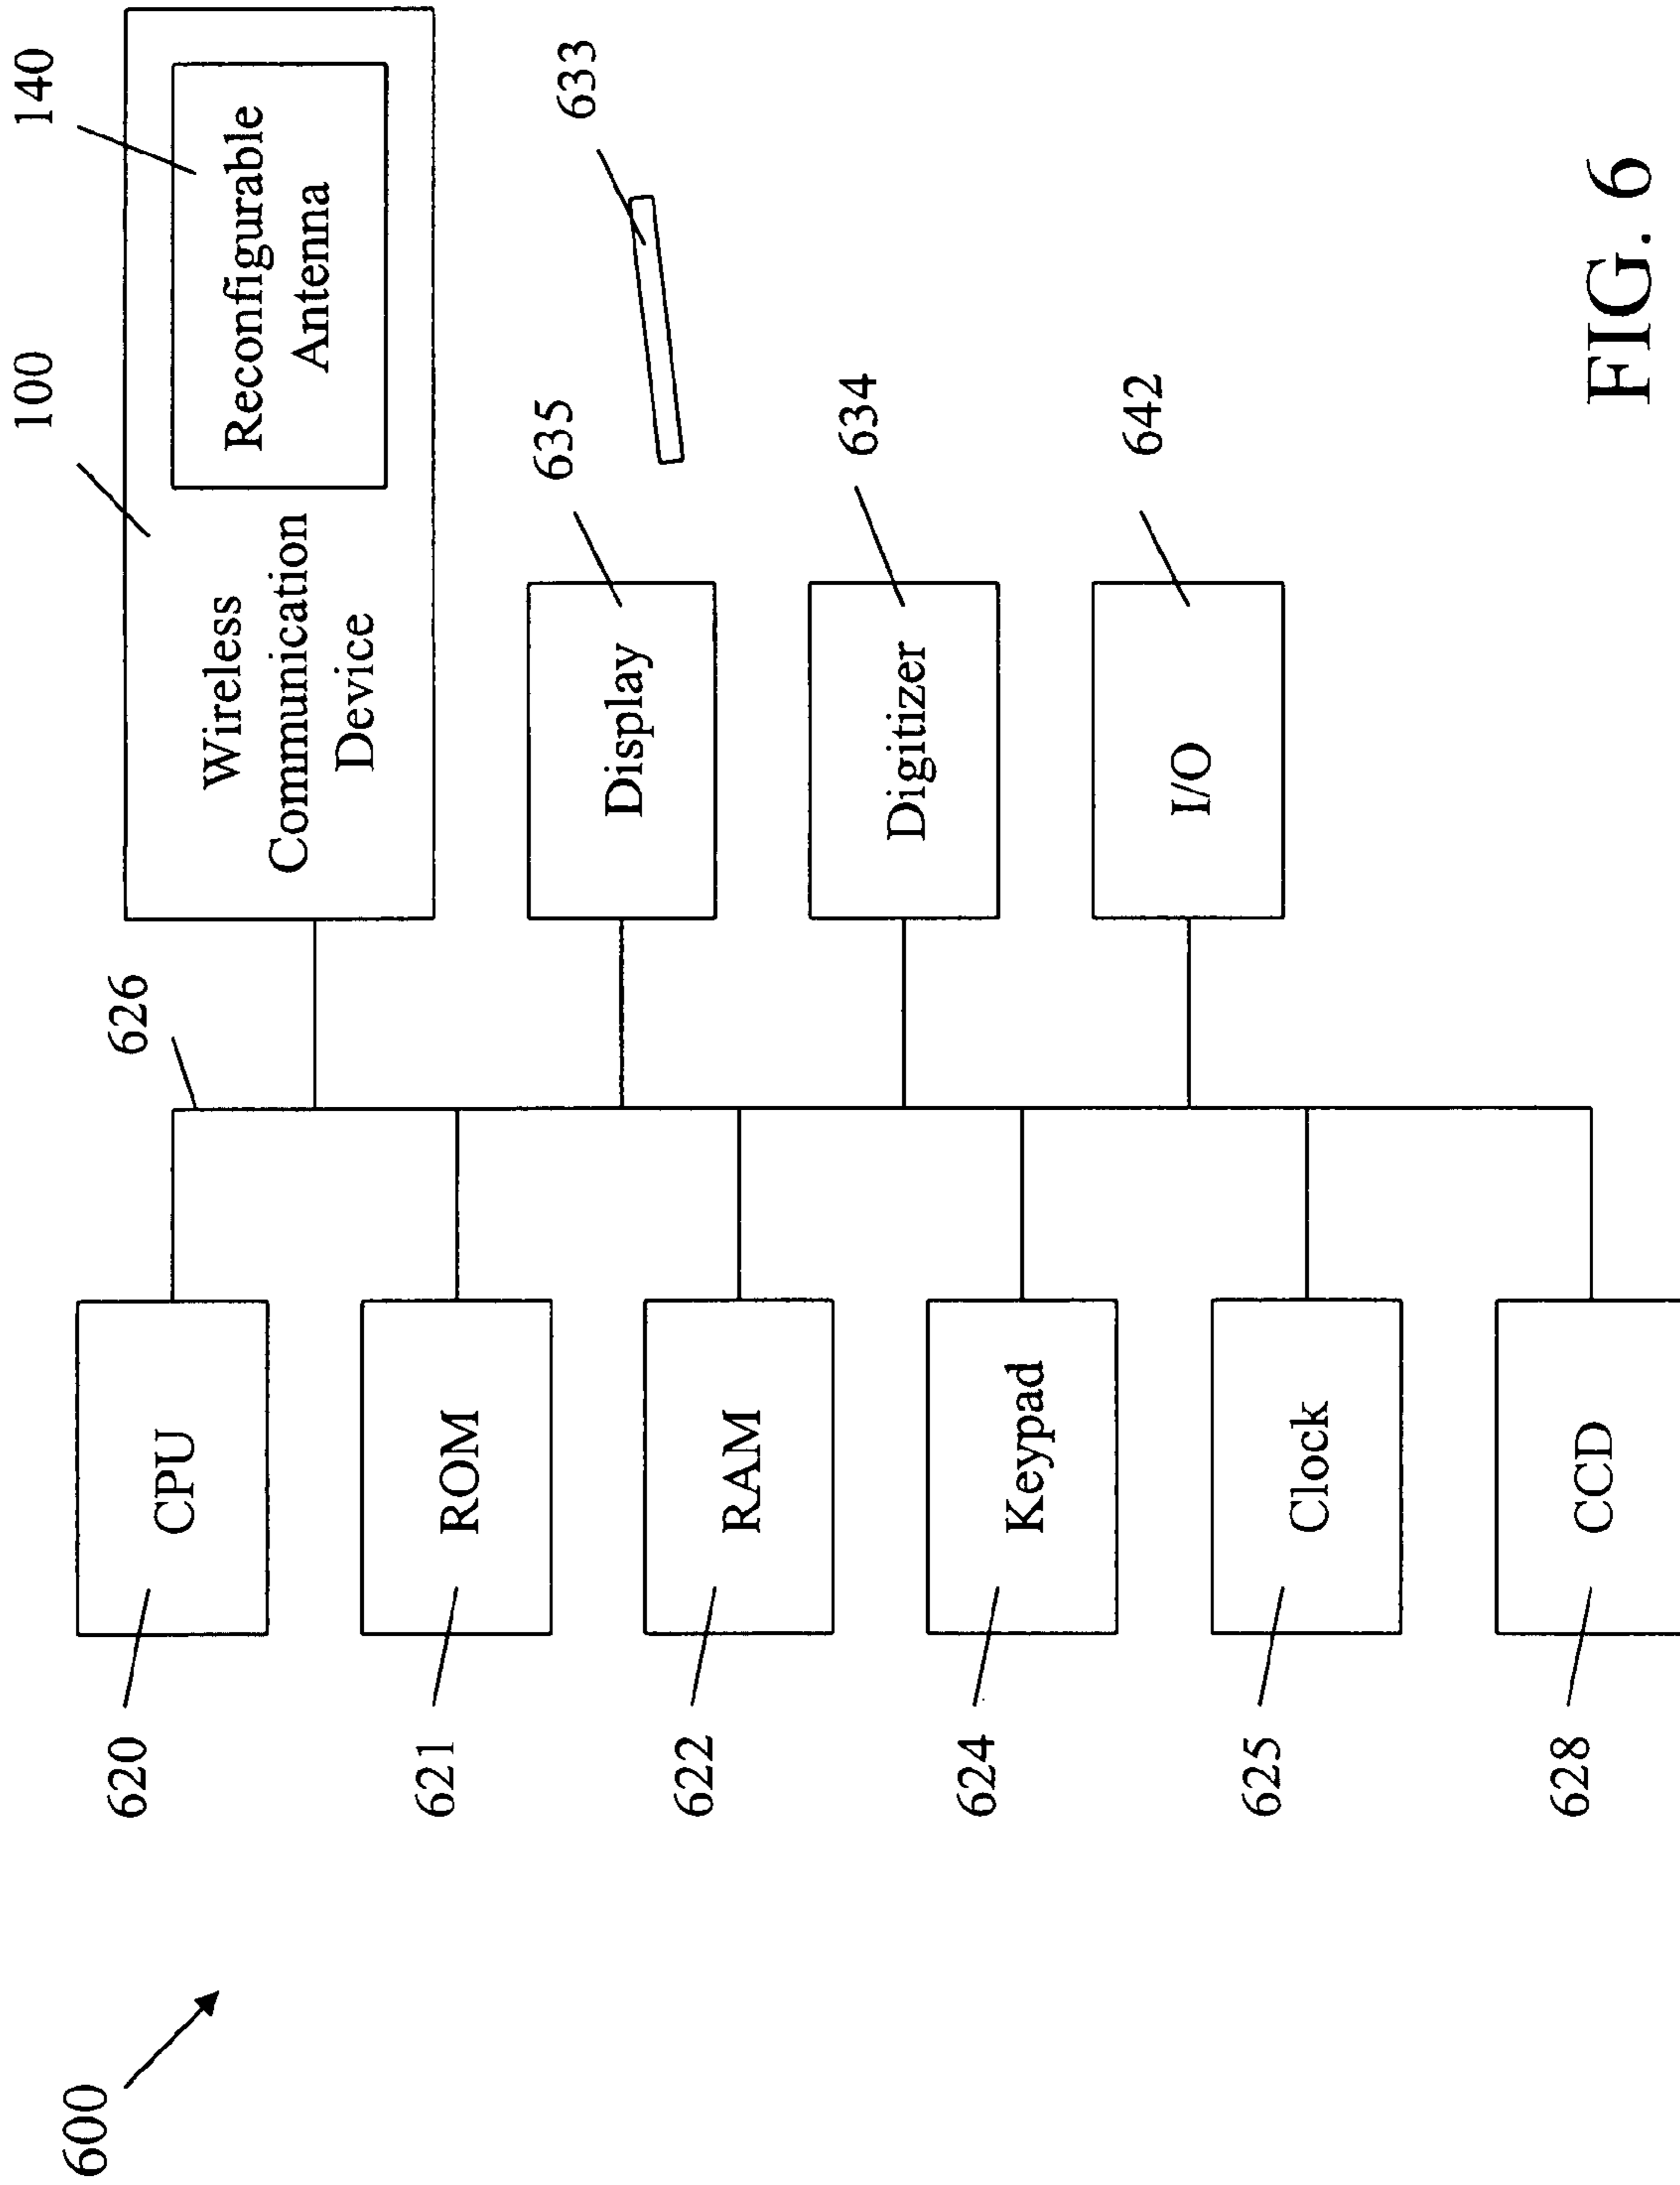 600
620
CPU
621
ROM
622
RAM
624
Keypad
625
Clock
628
CCD
626
100
Wireless
Communication
Device
140
Reconfigurable
Antenna
635
Display
633
634
Digitizer
642
I/O
FIG. 6